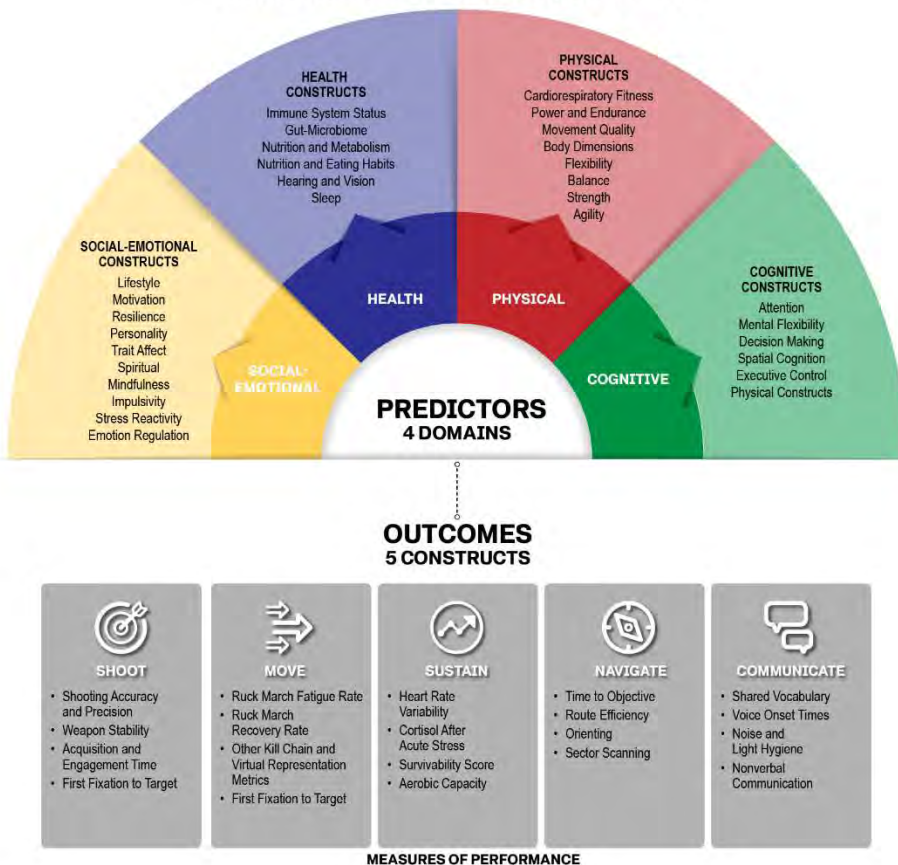 HEALTH
CONSTRUCTS
Immune System Status
Gut-Microbiome
Nutrition and Metabolism
Nutrition and Eating Habits
Hearing and Vision
Sleep
PHYSICAL
CONSTRUCTS
Cardiorespiratory Fitness
Power and Endurance
Movement Quality
Body Dimensions
Flexibility
Balance
Strength
Agility
SOCIAL-EMOTIONAL
CONSTRUCTS
Lifestyle
Motivation
Resilience
Personality
Trait Affect
Spiritual
Mindfulness
Impulsivity
Stress Reactivity
Emotion Regulation
COGNITIVE
CONSTRUCTS
Attention
Mental Flexibility
Decision Making
Spatial Cognition
Executive Control
Physical Constructs
SOCIAL-
EMOTIONAL
HEALTH
PHYSICAL
COGNITIVE
PREDICTORS
4 DOMAINS
OUTCOMES
5 CONSTRUCTS
SHOOT
• Shooting Accuracy
and Precision
• Weapon Stability
• Acquisition and
Engagement Time
• First Fixation to Target
MOVE
• Ruck March Fatigue Rate
• Ruck March
Recovery Rate
• Other Kill Chain and
Virtual Representation
Metrics
• First Fixation to Target
SUSTAIN
• Heart Rate
Variability
• Cortisol After
Acute Stress
• Survivability Score
• Aerobic Capacity
NAVIGATE
• Time to Objective
• Route Efficiency
• Orienting
• Sector Scanning
COMMUNICATE
• Shared Vocabulary
• Voice Onset Times
• Noise and
Light Hygiene
• Nonverbal
Communication
MEASURES OF PERFORMANCE